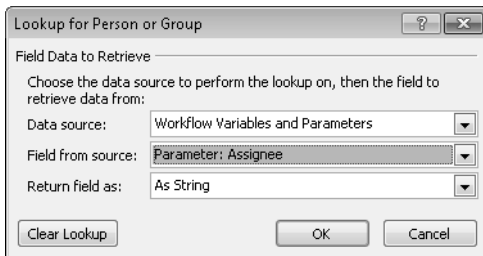 Lookup for Person or Group
Field Data to Retrieve
Choose the data source to perform the lookup on, then the field to
retrieve data from:
Data source: Workflow Variables and Parameters
Field from source: Parameter: Assignee
Return field as: As String
Clear Lookup OK Cancel